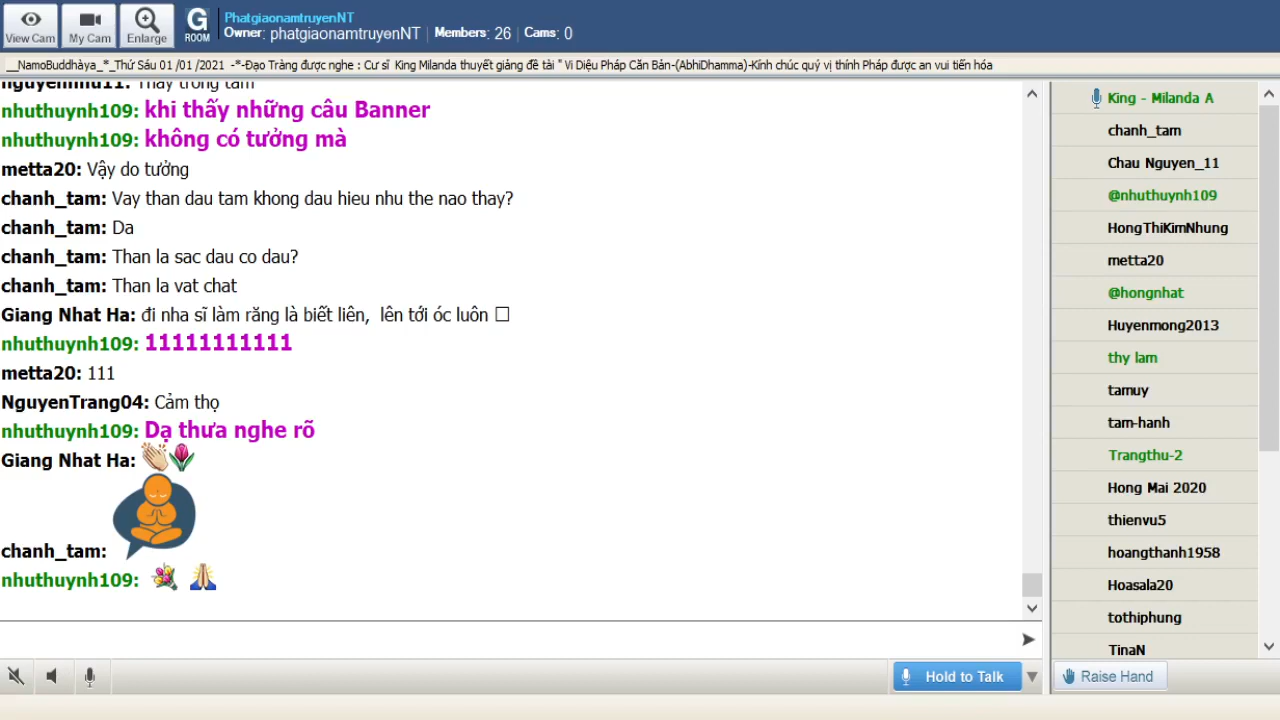 View Cam
My Cam
Enlarge
G
ROOM
PhatgiaonamtruyenNT
Owner: phatgiaonamtruyenNT | Members: 26 | Cams: 0
__NamoBuddhàya_*_Thứ Sáu 01 /01 /2021 -*-Đạo Tràng được nghe : Cư sĩ King Milanda thuyết giảng đề tài " Vi Diệu Pháp Căn Bản-(AbhiDhamma)-Kính chúc quý vị thính Pháp được an vui tiến hóa
nhuthuynh109: khi thấy những câu Banner
nhuthuynh109: không có tưởng mà
metta20: Vậy do tưởng
chanh_tam: Vay than dau tam khong dau hieu nhu the nao thay?
chanh_tam: Da
chanh_tam: Than la sac dau co dau?
chanh_tam: Than la vat chat
Giang Nhat Ha: đi nha sĩ làm răng là biết liên, lên tới óc luôn
nhuthuynh109: 11111111111
metta20: 111
NguyenTrang04: Cảm thọ
nhuthuynh109: Dạ thưa nghe rõ
Giang Nhat Ha:
chanh_tam:
nhuthuynh109:
Hold to Talk
King - Milanda A
chanh_tam
Chau Nguyen_11
@nhuthuynh109
HongThiKimNhung
metta20
@hongnhat
Huyenmong2013
thy lam
tamuy
tam-hanh
Trangthu-2
Hong Mai 2020
thienvu5
hoangthanh1958
Hoasala20
tothiphung
TinaN
Raise Hand